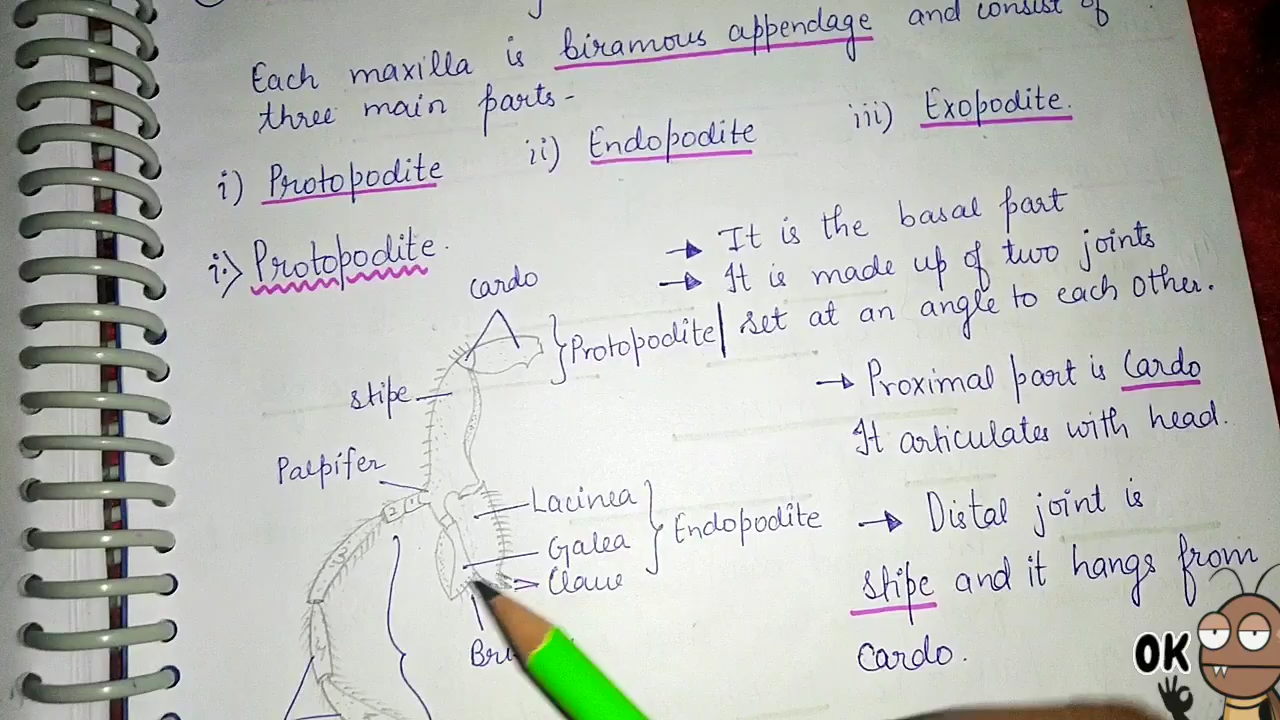 Each maxilla is biramous appendage and consist of
three main parts-
i) Protopodite ii) Endopodite iii) Exopodite.
i.) Protopodite.
→ It is the basal part
→ It is made up of two joints
set at an angle to each other.
cardo
} Protopodite
stipe
→ Proximal part is Cardo
It articulates with head.
Palpifer
Lacinea
Galea
} Endopodite
→ Distal joint is
stipe and it hangs from
cardo.
OK